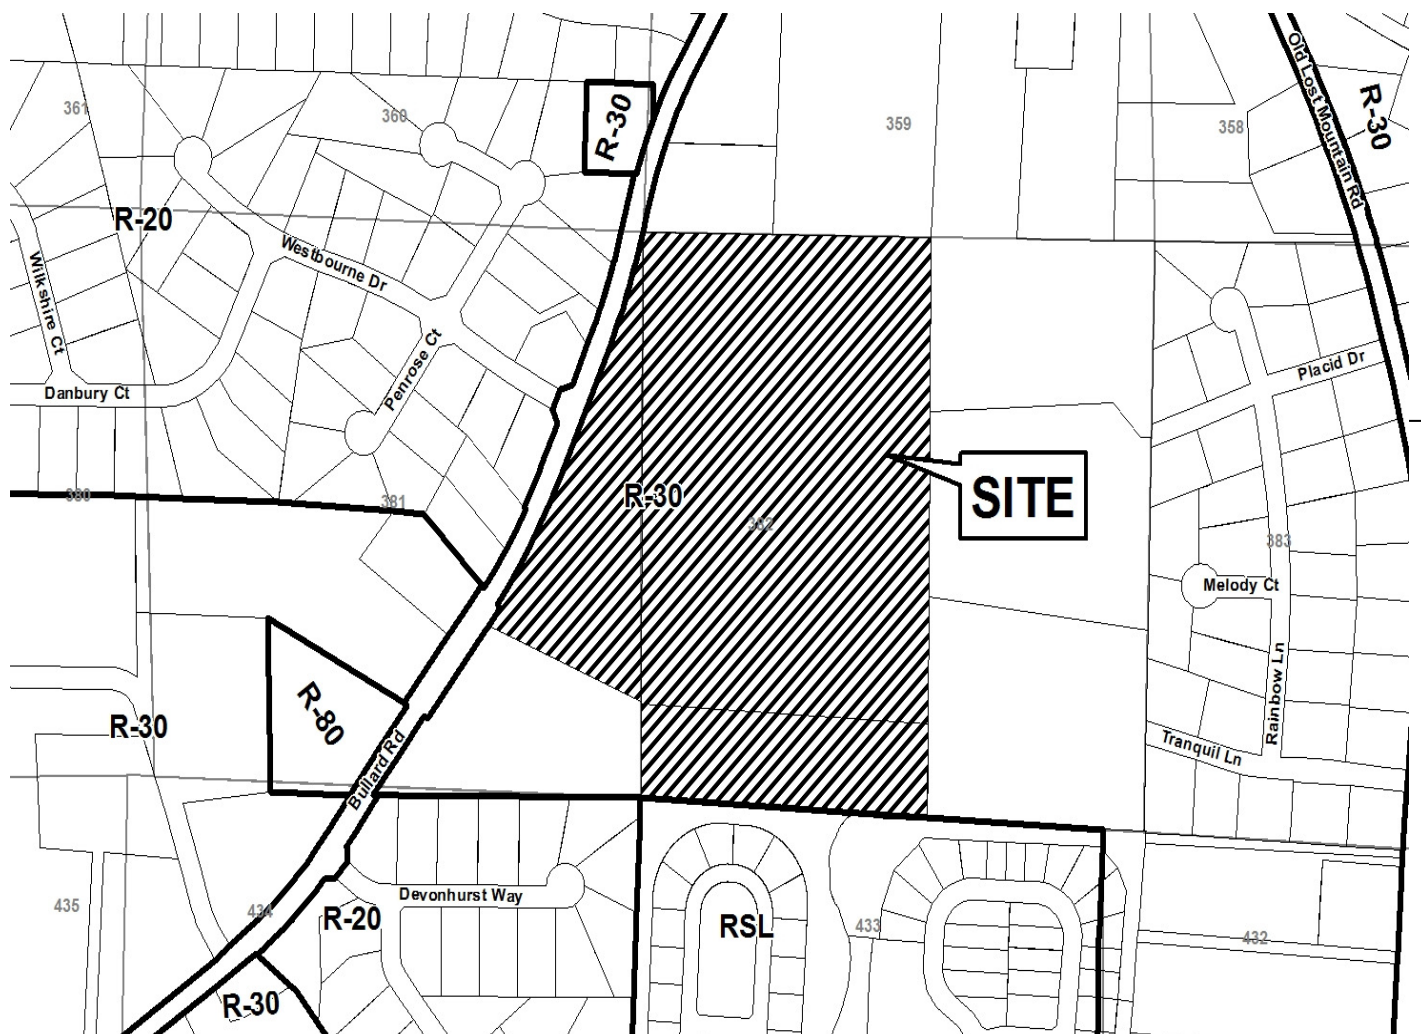 R-30
Old Lost Mountain Rd
R-30
361
360
359
358
R-20
Westbourne Dr
Wilkshire Ct
Penrose Ct
Placid Dr
Danbury Ct
SITE
R-30
380
381
382
383
Melody Ct
Rainbow Ln
R-80
R-30
Tranquil Ln
Bullard Rd
Devonhurst Way
435
434
R-20
RSL
433
432
R-30